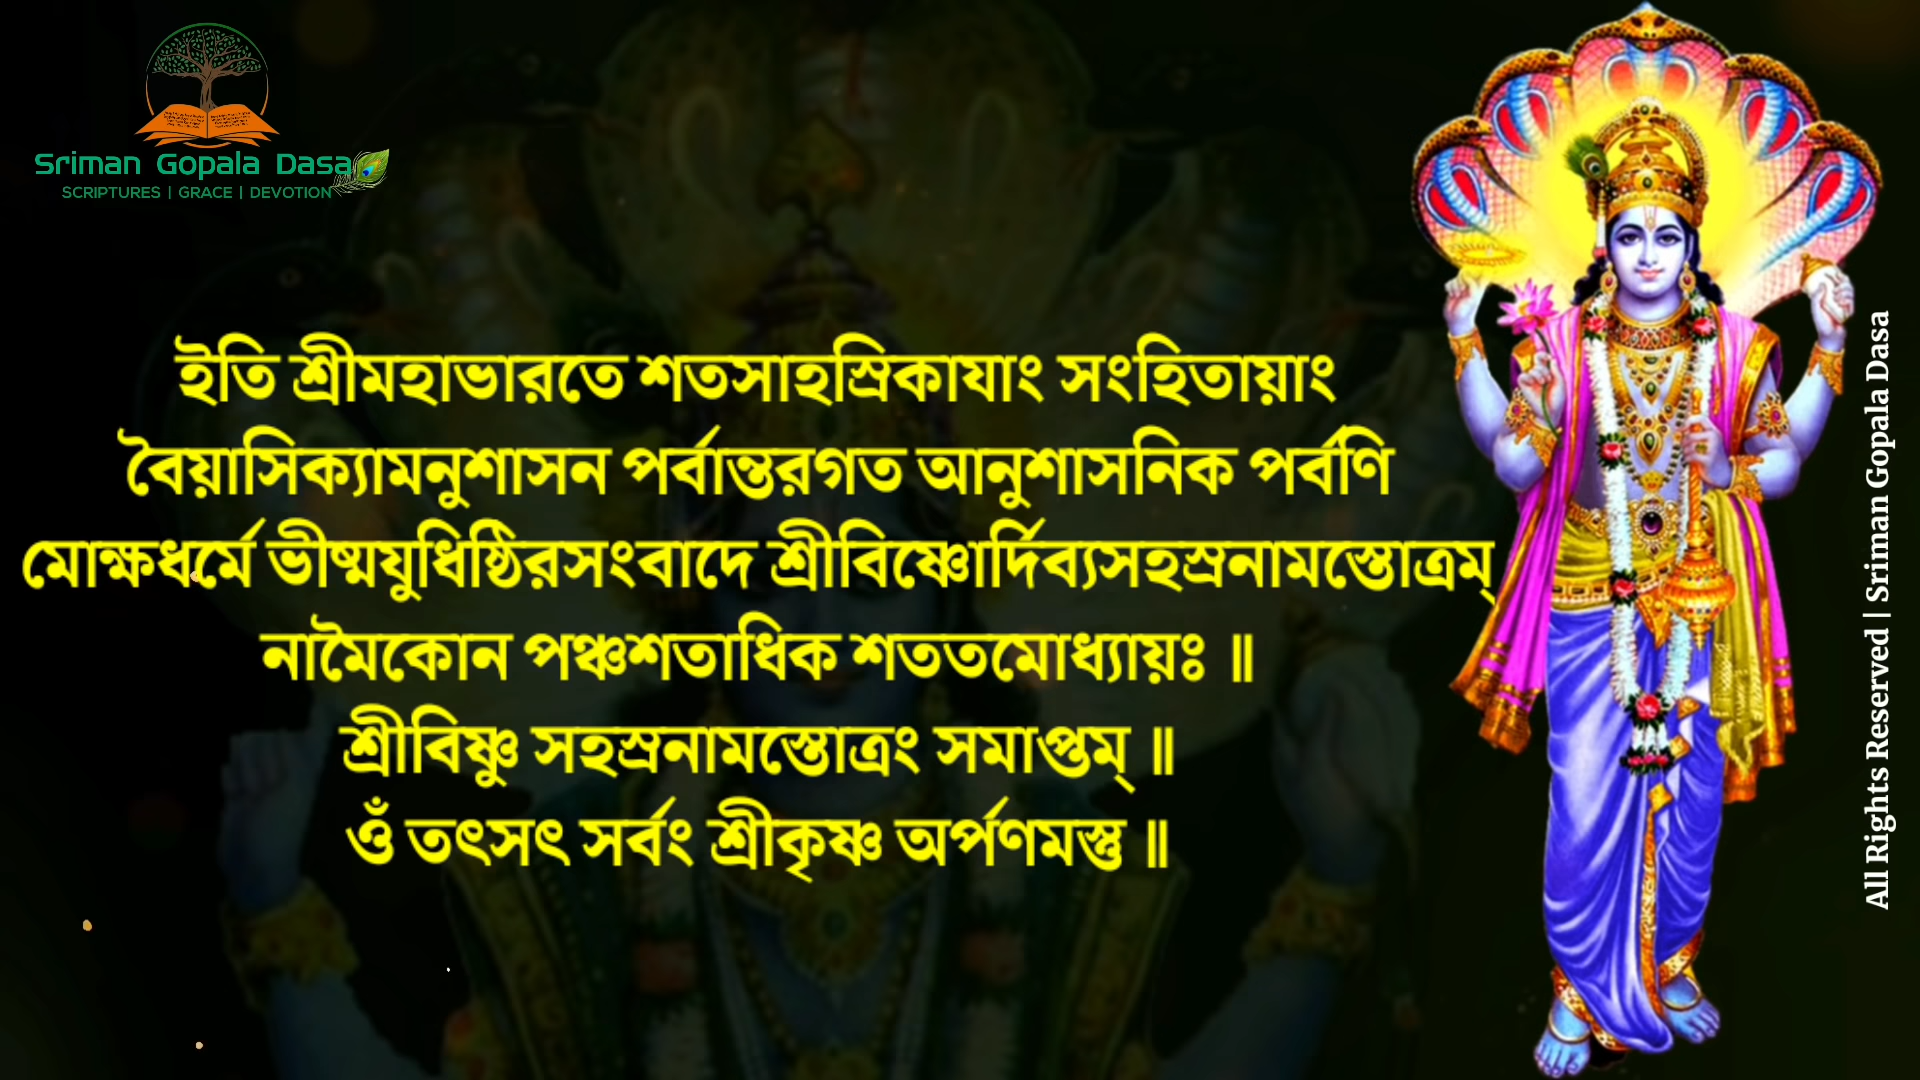 Sriman Gopala Dasa
SCRIPTURES | GRACE | DEVOTION
ইতি শ্রীমহাভারতে শতসাহস্রিকাযাং সংহিতায়াং
বৈয়াসিক্যামনুশাসন পর্বান্তরগত আনুশাসনিক পর্বণি
মোক্ষধর্মে ভীষ্ময়ুধিষ্ঠিরসংবাদে শ্রীবিষ্ণোর্দিব্যসহস্রনামস্তোত্রম্
নামৈকোন পঞ্চশতাধিক শততমোধ্যায়ঃ ॥
শ্রীবিষ্ণু সহস্রনামস্তোত্রং সমাপ্তম্ ॥
ওঁ তৎসৎ সর্বং শ্রীকৃষ্ণ অর্পণমস্তু ॥
All Rights Reserved | Sriman Gopala Dasa